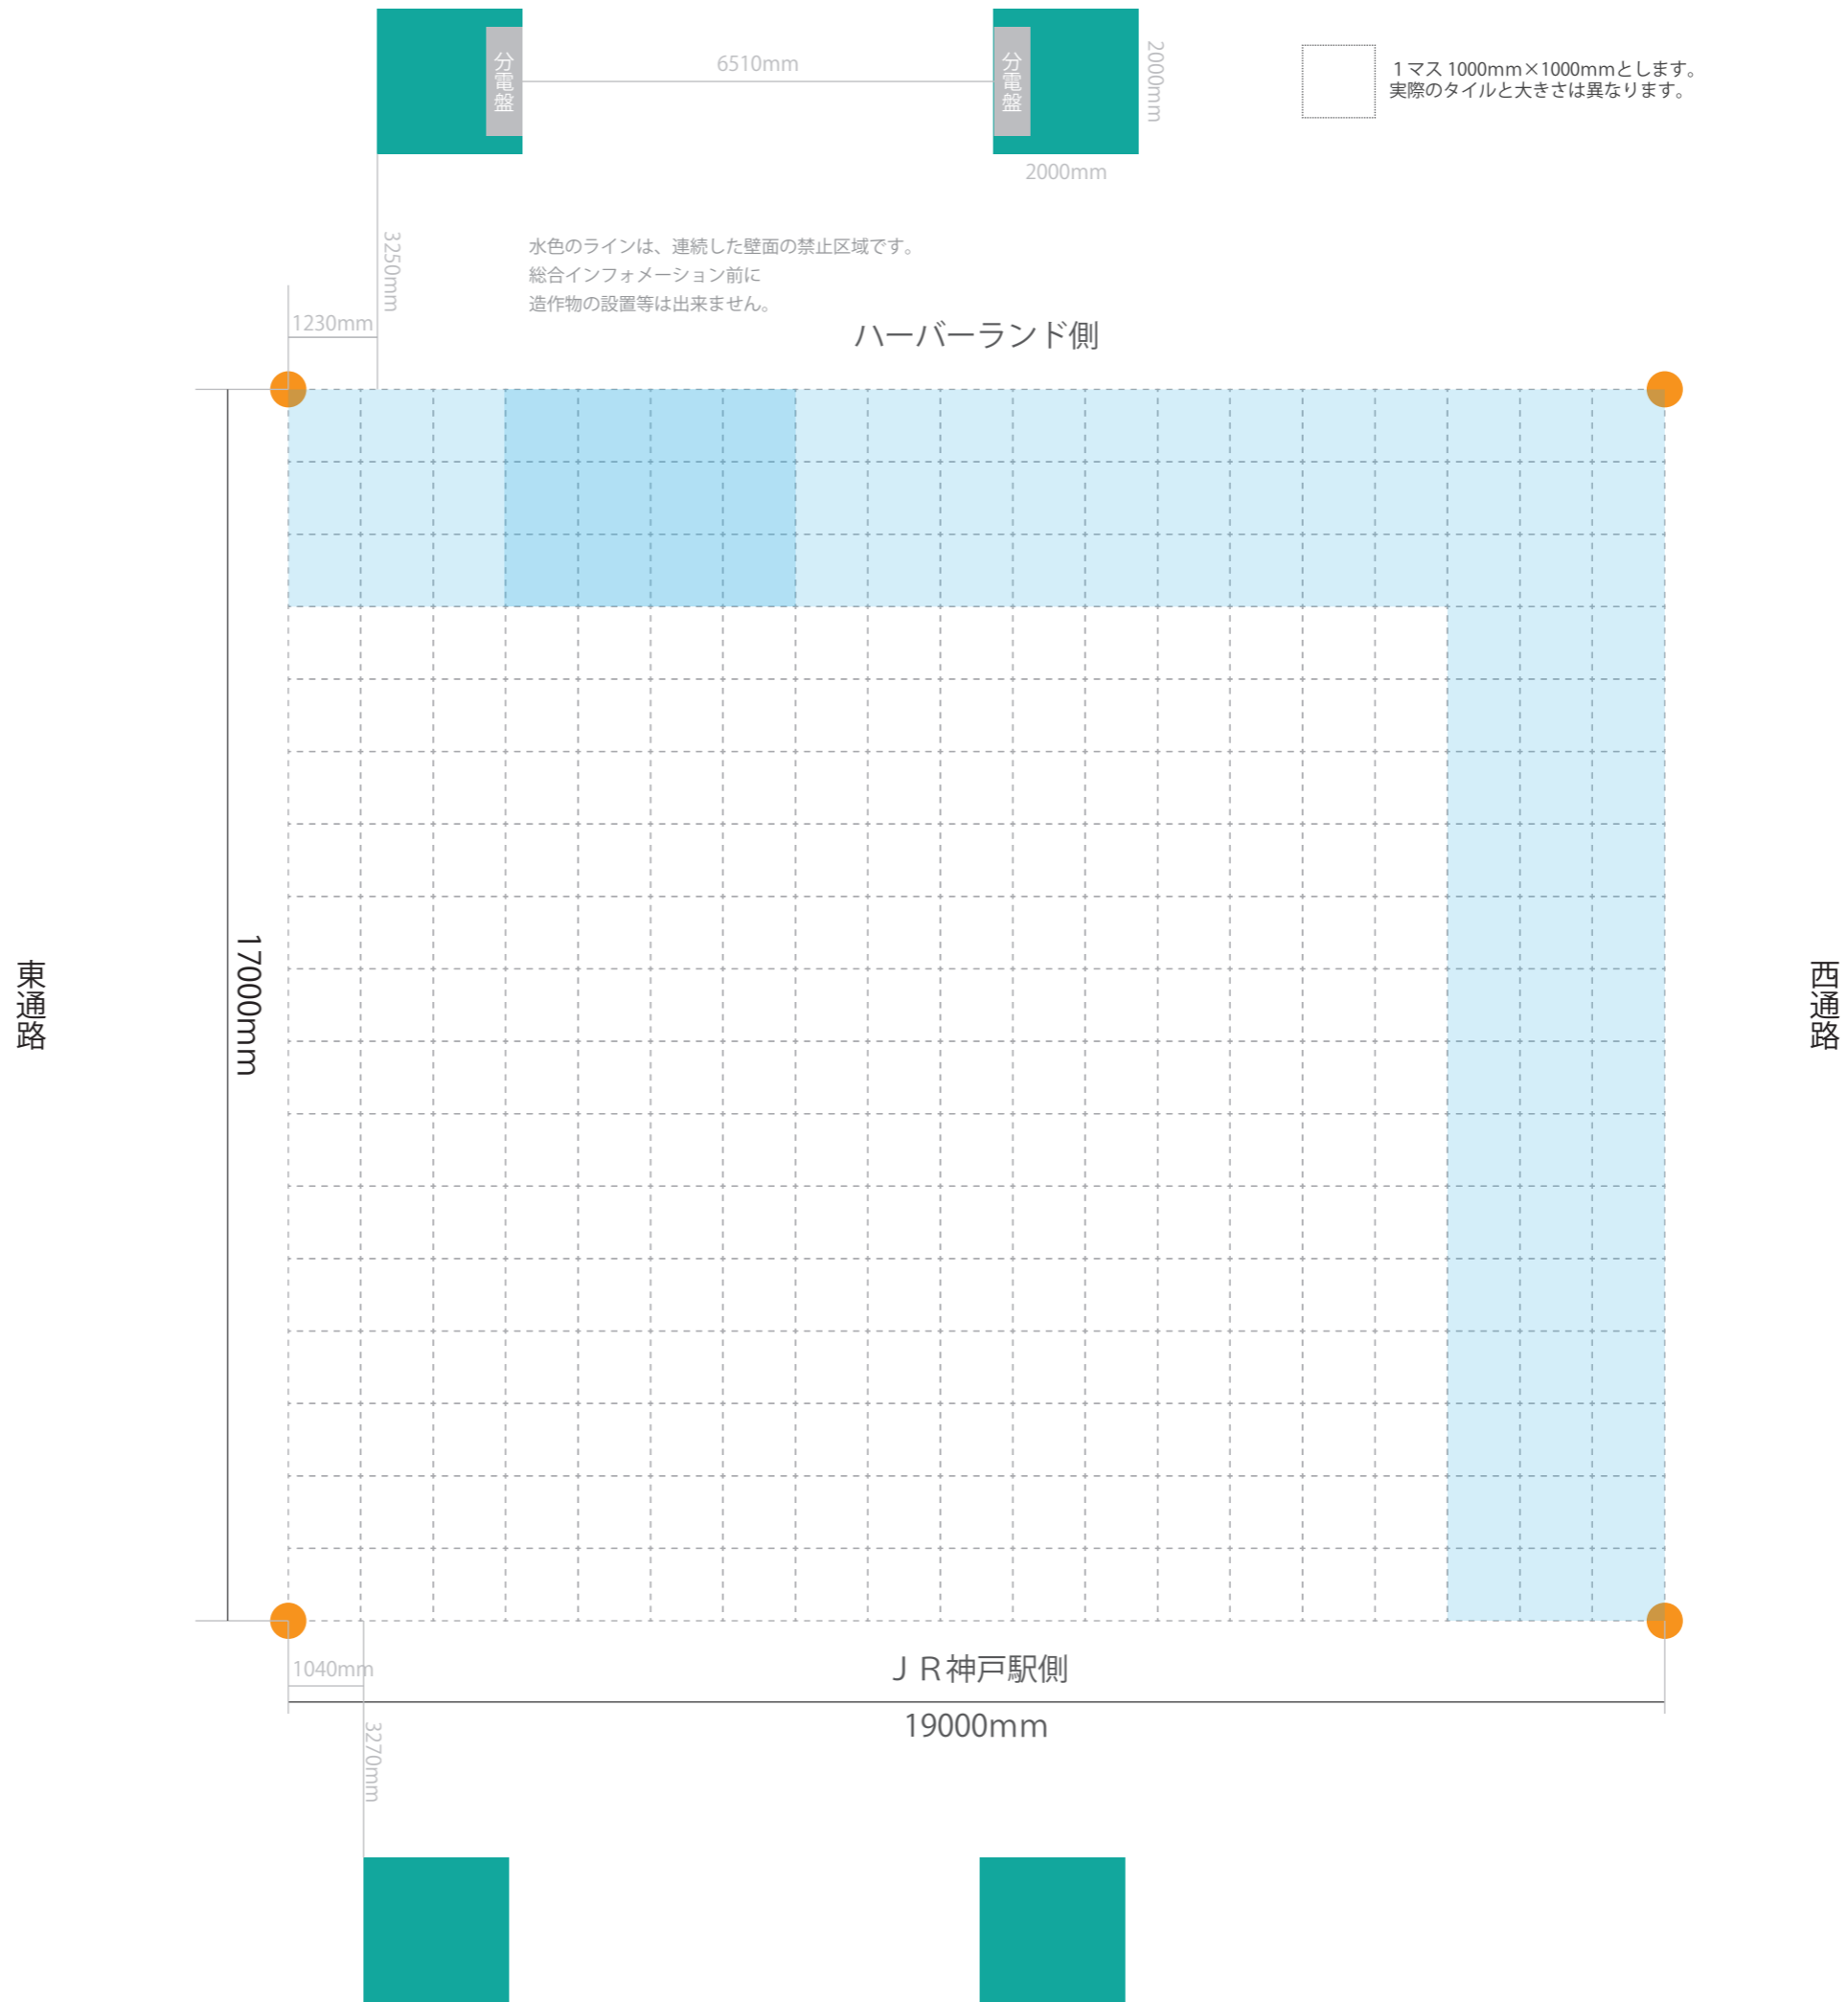 分電盤
6510mm
分電盤
2000mm
2000mm
１マス 1000mm×1000mmとします。
実際のタイルと大きさは異なります。
3250mm
水色のラインは、連続した壁面の禁止区域です。
総合インフォメーション前に
造作物の設置等は出来ません。
1230mm
ハーバーランド側
東通路
17000mm
西通路
1040mm
ＪＲ神戸駅側
19000mm
3270mm